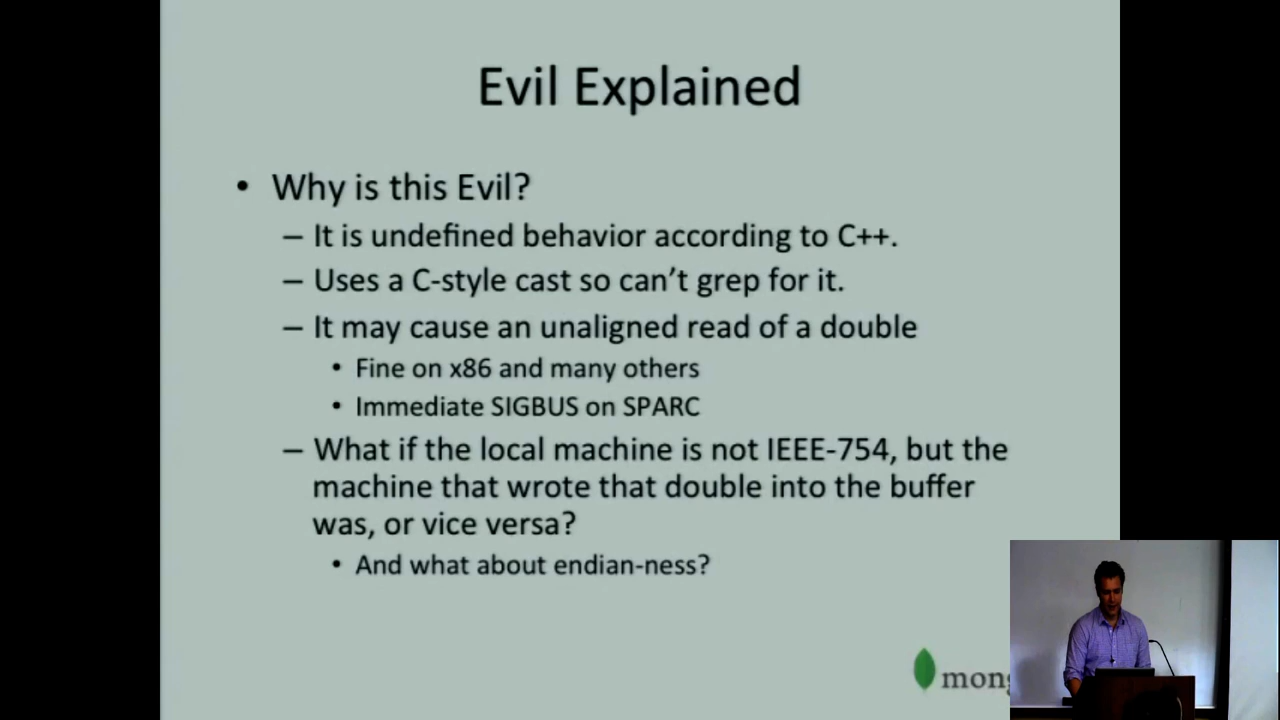 Evil Explained
• Why is this Evil?
– It is undefined behavior according to C++.
– Uses a C-style cast so can't grep for it.
– It may cause an unaligned read of a double
• Fine on x86 and many others
• Immediate SIGBUS on SPARC
– What if the local machine is not IEEE-754, but the
machine that wrote that double into the buffer
was, or vice versa?
• And what about endian-ness?
mong